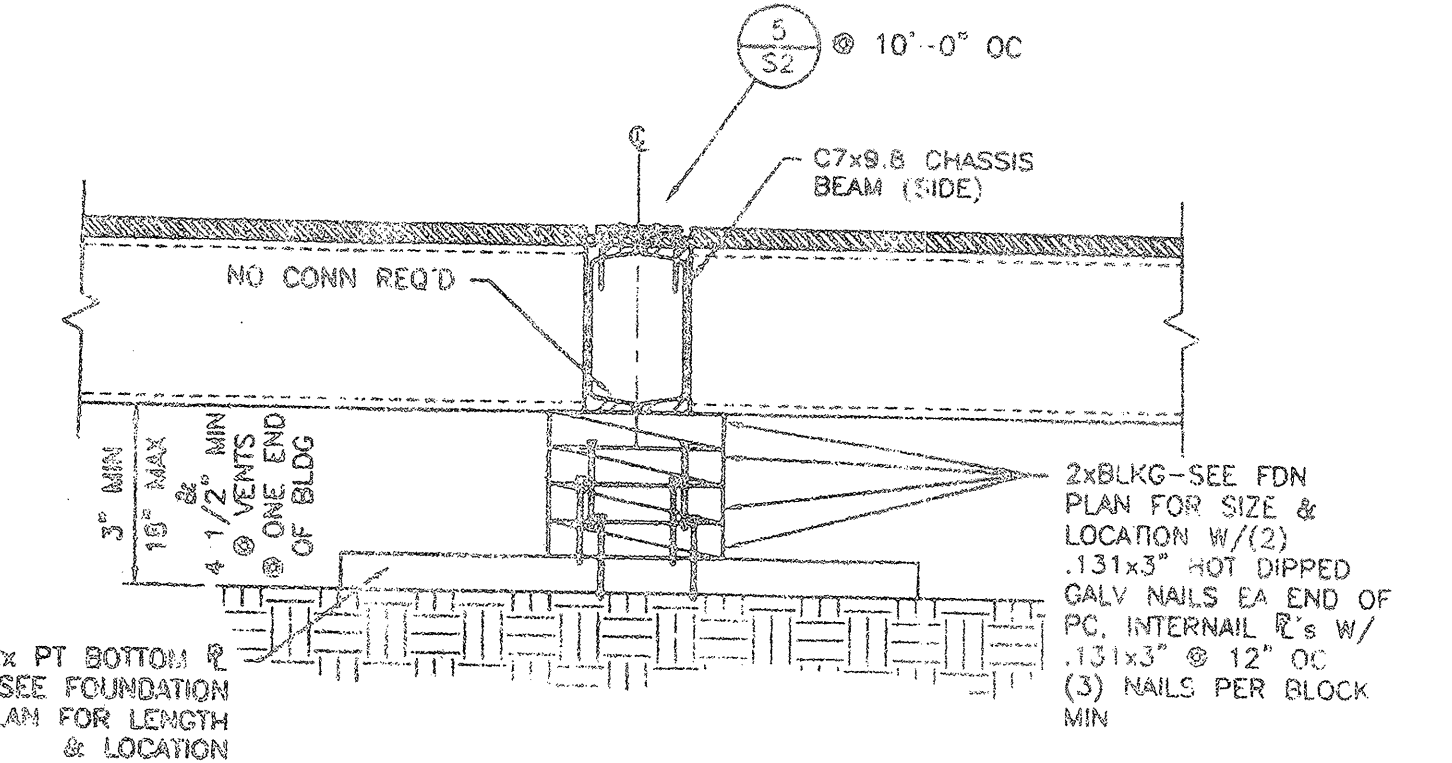 5
S2
@ 10'-0" OC
℄
C7x9.8 CHASSIS
BEAM (SIDE)
NO CONN REQ'D
3" MIN
18" MAX
&
4 1/2" MIN
@ VENTS
@ ONE END
OF BLDG
2xBLKG-SEE FDN
PLAN FOR SIZE &
LOCATION W/(2)
.131x3" HOT DIPPED
GALV NAILS EA END OF
PC. INTERNAIL PL's W/
.131x3" @ 12" OC
(3) NAILS PER BLOCK
MIN
x PT BOTTOM PL
SEE FOUNDATION
LAN FOR LENGTH
& LOCATION